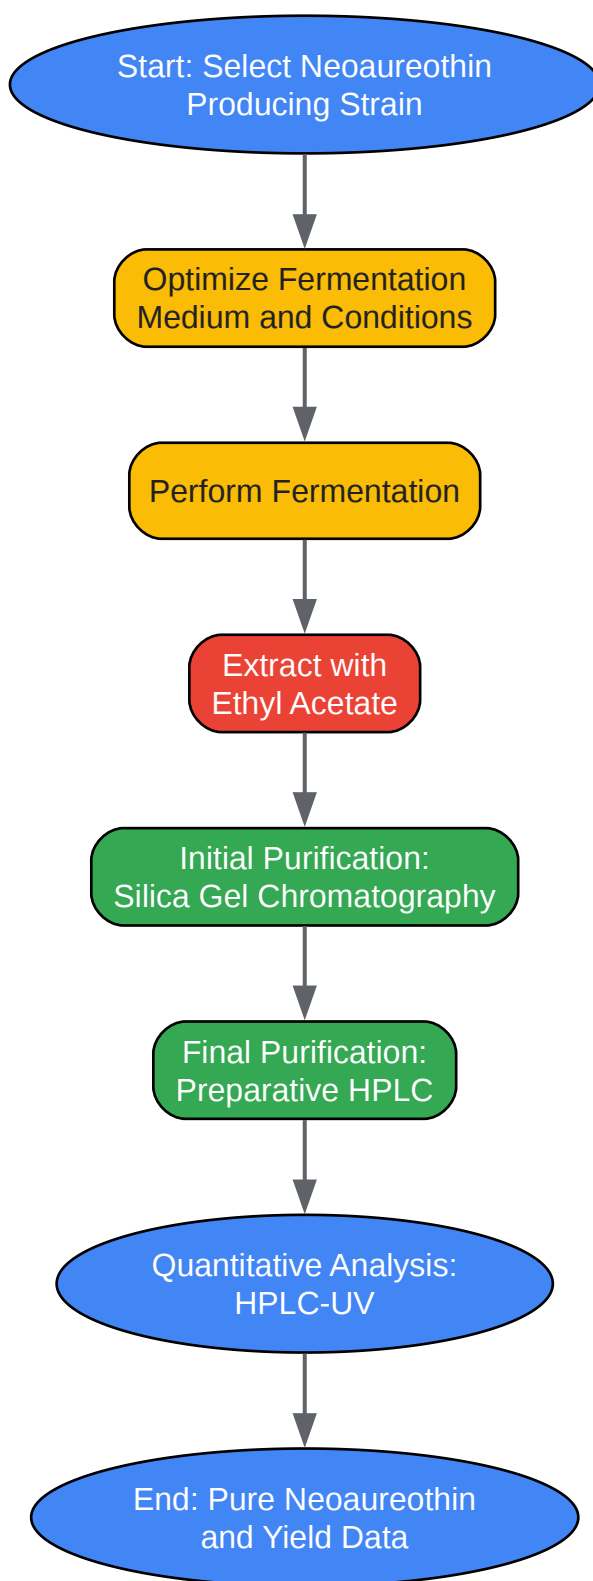 Start: Select Neoaureothin
Producing Strain
Optimize Fermentation
Medium and Conditions
Perform Fermentation
Extract with
Ethyl Acetate
Initial Purification:
Silica Gel Chromatography
Final Purification:
Preparative HPLC
Quantitative Analysis:
HPLC-UV
End: Pure Neoaureothin
and Yield Data